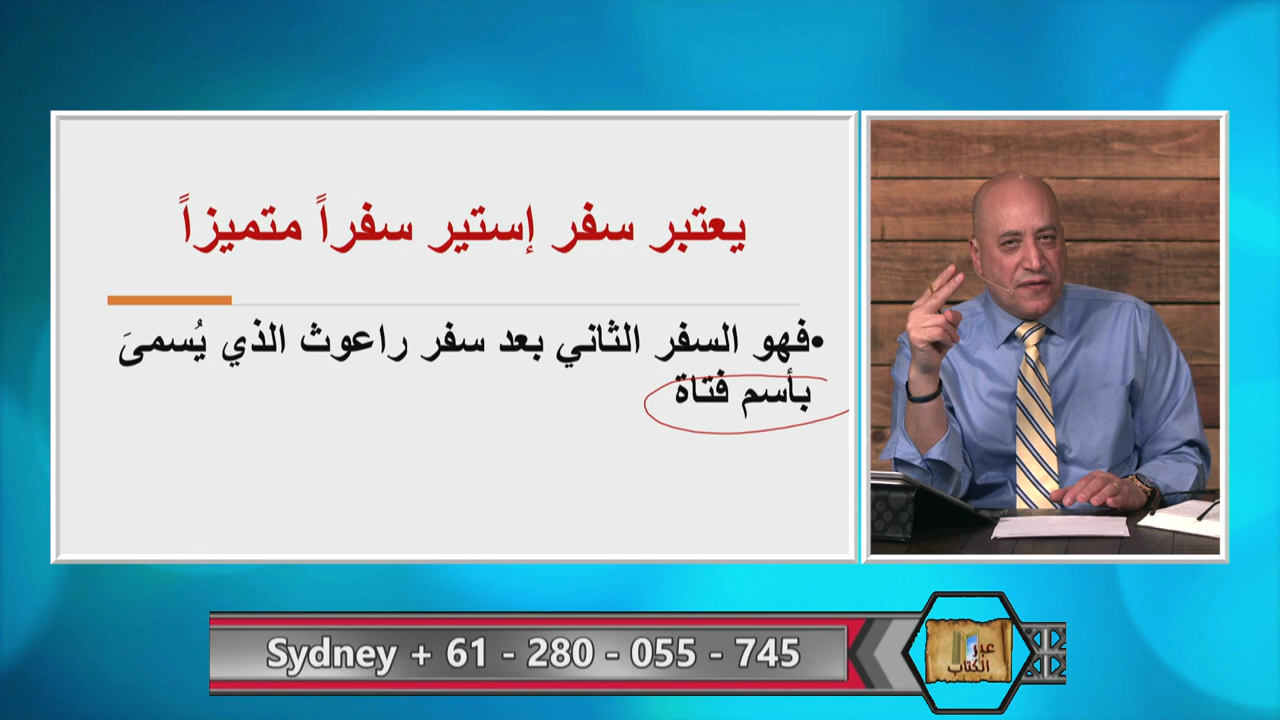 يعتبر سفر إستير سفراً متميزاً
•فهو السفر الثاني بعد سفر راعوث الذي يُسمىَ
بأسم فتاة
Sydney + 61 - 280 - 055 - 745
عبر
الكتاب